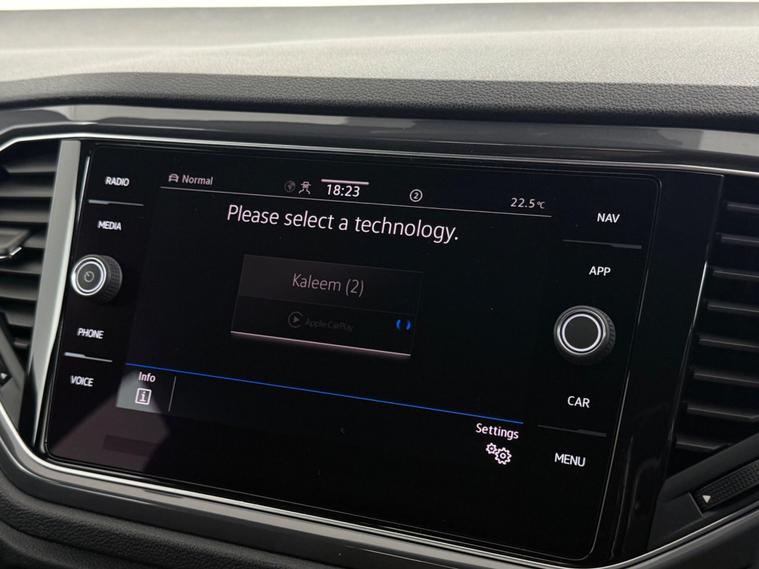 Normal
18:23
2
22.5°C
RADIO
MEDIA
PHONE
VOICE
Please select a technology.
Kaleem (2)
Apple CarPlay
Info
Settings
NAV
APP
CAR
MENU